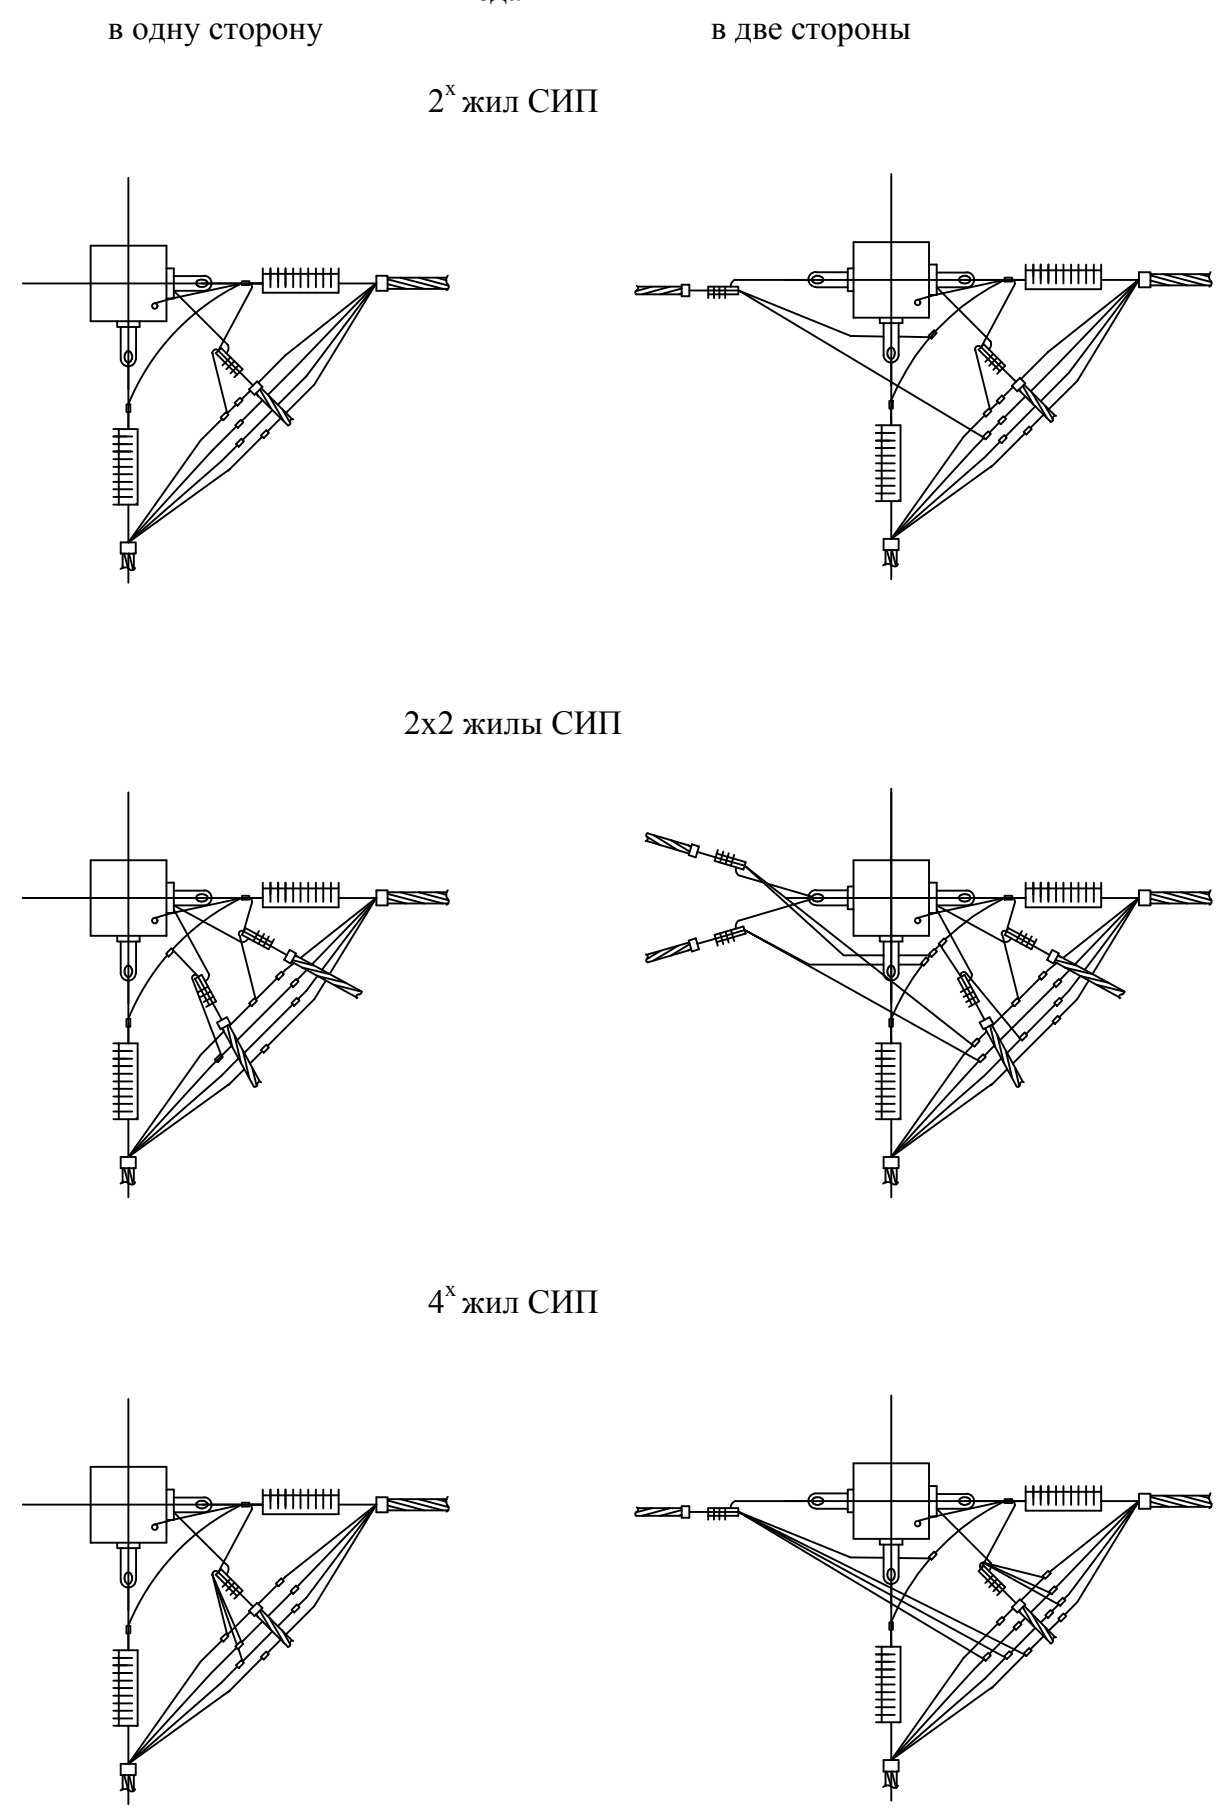 в одну сторону
в две стороны
2х жил СИП
2х2 жилы СИП
4х жил СИП